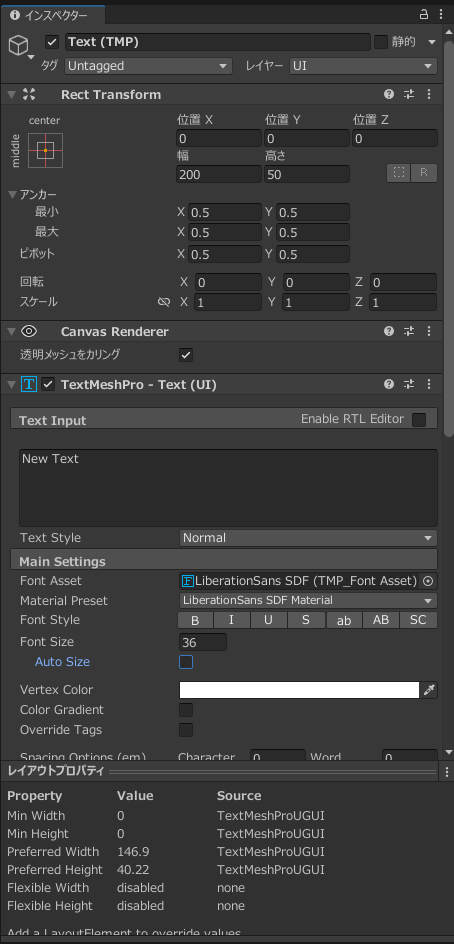 インスペクター
Text (TMP) 静的
タグ Untagged レイヤー UI
Rect Transform
center
middle
位置 X 位置 Y 位置 Z
0 0 0
幅 高さ
200 50 R
アンカー
最小 X 0.5 Y 0.5
最大 X 0.5 Y 0.5
ピボット X 0.5 Y 0.5
回転 X 0 Y 0 Z 0
スケール X 1 Y 1 Z 1
Canvas Renderer
透明メッシュをカリング
TextMeshPro - Text (UI)
Text Input Enable RTL Editor
New Text
Text Style Normal
Main Settings
Font Asset LiberationSans SDF (TMP_Font Asset)
Material Preset LiberationSans SDF Material
Font Style B I U S ab AB SC
Font Size 36
Auto Size
Vertex Color
Color Gradient
Override Tags
Spacing Options (em) Character 0 Word 0
レイアウトプロパティ
Property Value Source
Min Width 0 TextMeshProUGUI
Min Height 0 TextMeshProUGUI
Preferred Width 146.9 TextMeshProUGUI
Preferred Height 40.22 TextMeshProUGUI
Flexible Width disabled none
Flexible Height disabled none
Add a LayoutElement to override values